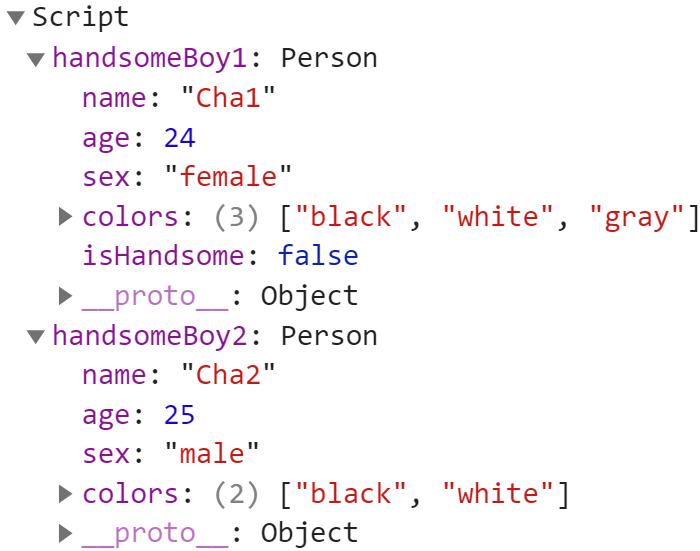 Script
handsomeBoy1: Person
name: "Cha1"
age: 24
sex: "female"
colors: (3) ["black", "white", "gray"]
isHandsome: false
__proto__: Object
handsomeBoy2: Person
name: "Cha2"
age: 25
sex: "male"
colors: (2) ["black", "white"]
__proto__: Object